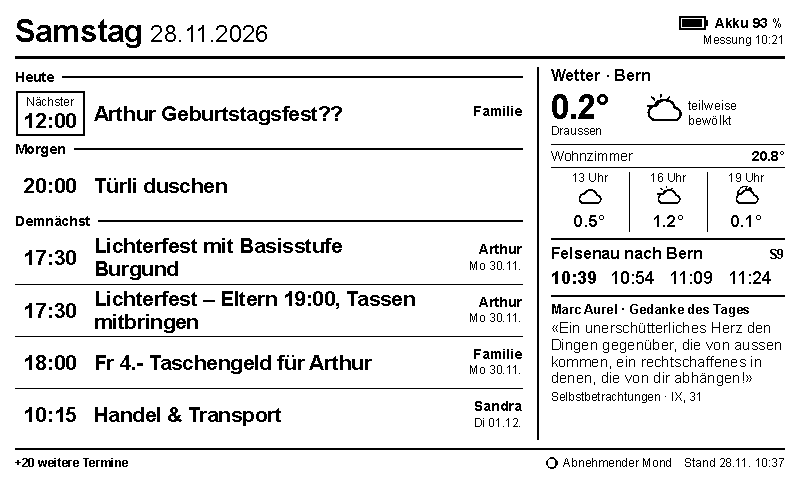 Samstag 28.11.2026
Akku 93 %
Messung 10:21
Heute
Nächster
12:00 Arthur Geburtstagsfest?? Familie
Morgen
20:00 Türli duschen
Demnächst
17:30 Lichterfest mit Basisstufe Burgund Arthur
Mo 30.11.
17:30 Lichterfest – Eltern 19:00, Tassen mitbringen Arthur
Mo 30.11.
18:00 Fr 4.- Taschengeld für Arthur Familie
Mo 30.11.
10:15 Handel & Transport Sandra
Di 01.12.
+20 weitere Termine
Wetter · Bern
0.2° teilweise bewölkt
Draussen
Wohnzimmer 20.8°
13 Uhr 16 Uhr 19 Uhr
0.5° 1.2° 0.1°
Felsenau nach Bern S9
10:39 10:54 11:09 11:24
Marc Aurel · Gedanke des Tages
«Ein unerschütterliches Herz den
Dingen gegenüber, die von aussen
kommen, ein rechtschaffenes in
denen, die von dir abhängen!»
Selbstbetrachtungen · IX, 31
Abnehmender Mond Stand 28.11. 10:37